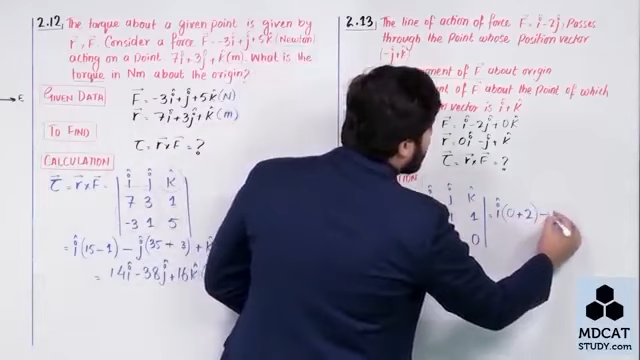 2.12, The torque about a given point is given by
r⃗ × F⃗. Consider a force F⃗ = -3î+ĵ+5k̂ (Newton)
acting on a point 7î+3ĵ+k̂ (m). What is the
torque in Nm about the origin?
GIVEN DATA
F⃗ = -3î+ĵ+5k̂ (N)
r⃗ = 7î+3ĵ+k̂ (m)
TO FIND
τ = r⃗×F⃗ = ?
CALCULATION
τ⃗ = r⃗×F⃗ =
î ĵ k̂
7 3 1
-3 1 5
= î(15-1) - ĵ(35+3) + k̂
= 14î-38ĵ+16k̂
2.13, The line of action of force F⃗ = î-2ĵ, Passes
through the Point whose Position vector
(-ĵ+k̂)
of F⃗ about origin
of F⃗ about the point of which
vector is î+k̂
F⃗ = î-2ĵ+0k̂
r⃗ = 0î-ĵ+k̂
τ = r⃗×F⃗ = ?
ĵ k̂
1 1
0
= î(0+2) -
MDCAT
STUDY.com